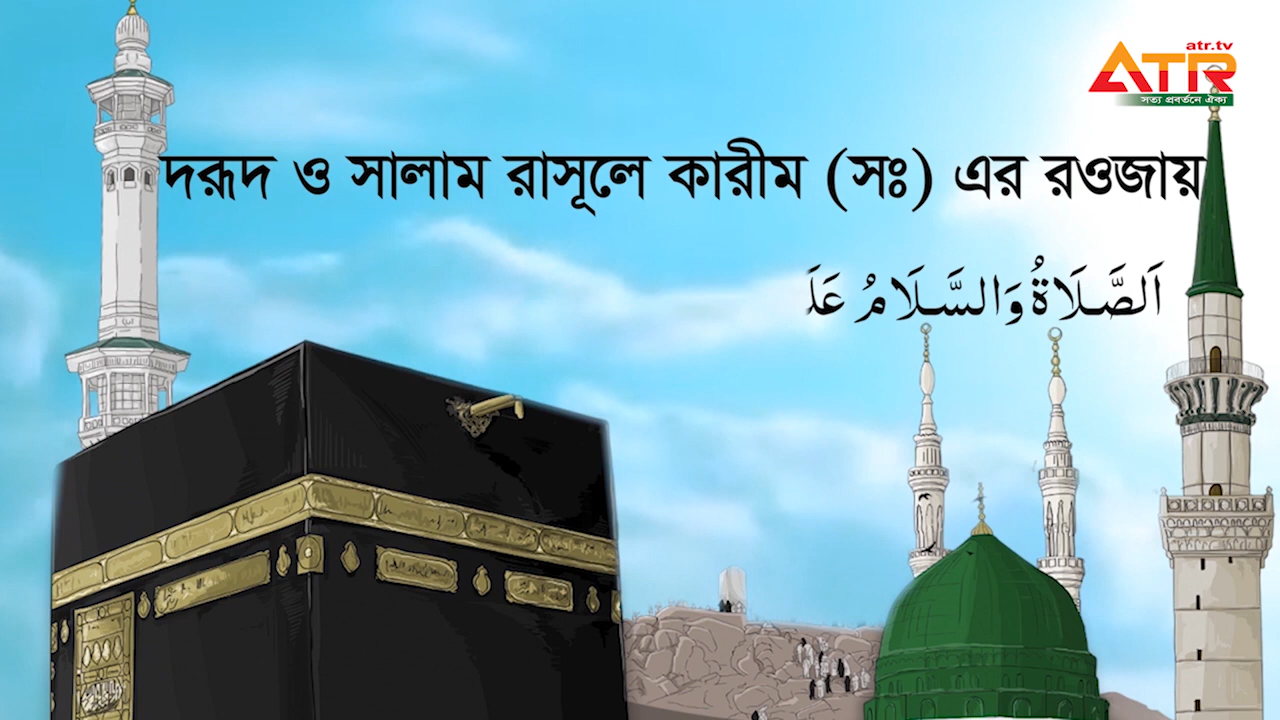 atr.tv
ATR
সত্য প্রবর্তনে ঐক্য
দরূদ ও সালাম রাসূলে কারীম (সঃ) এর রওজায়
اَلصَّلَاةُ وَالسَّلَامُ عَلَ